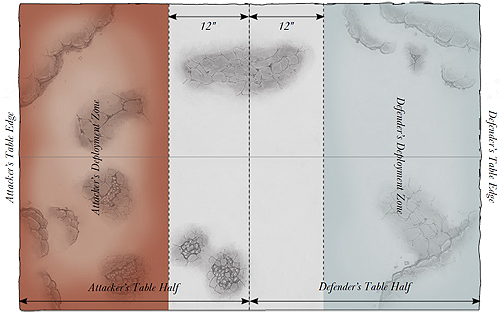 12"
12"
Attacker's Table Edge
Attacker's Deployment Zone
Defender's Deployment Zone
Defender's Table Edge
Attacker's Table Half
Defender's Table Half